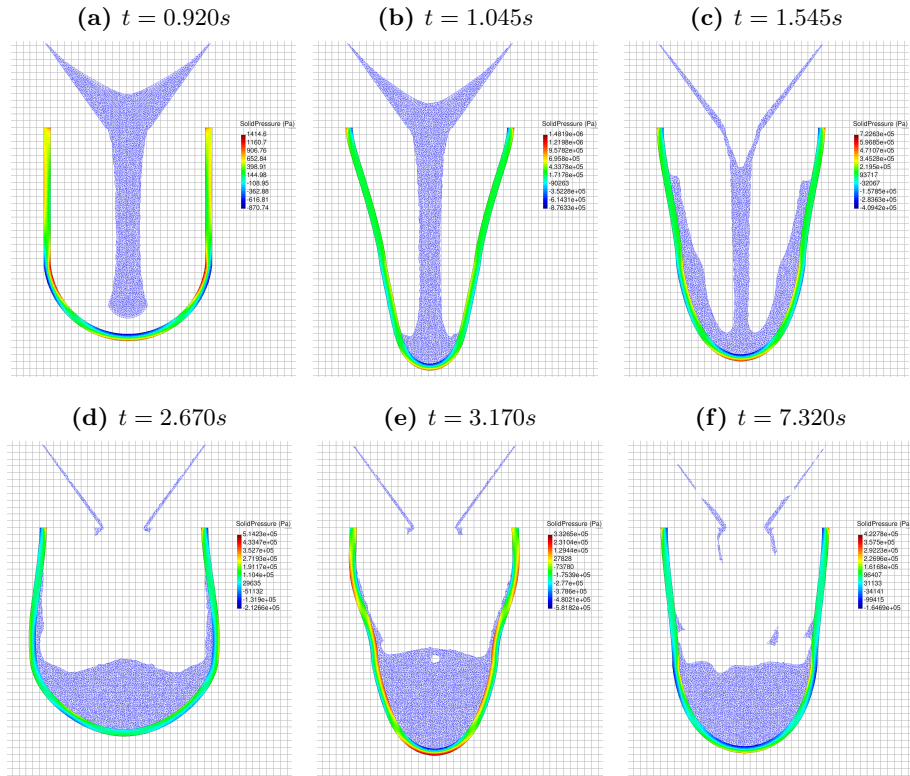 (a) t = 0.920s
(b) t = 1.045s
(c) t = 1.545s
SolidPressure (Pa)
1414.6
1160.7
906.76
652.84
398.91
144.98
-108.95
-362.88
-616.81
-870.74
SolidPressure (Pa)
1.4819e+06
1.2198e+06
9.5782e+05
6.958e+05
4.3378e+05
1.7176e+05
-90263
-3.5228e+05
-6.1431e+05
-8.7633e+05
SolidPressure (Pa)
7.2263e+05
5.9685e+05
4.7107e+05
3.4528e+05
2.195e+05
93717
-32067
-1.5785e+05
-2.8363e+05
-4.0942e+05
(d) t = 2.670s
(e) t = 3.170s
(f) t = 7.320s
SolidPressure (Pa)
5.1423e+05
4.3347e+05
3.527e+05
2.7193e+05
1.9117e+05
1.104e+05
29635
-51132
-1.319e+05
-2.1266e+05
SolidPressure (Pa)
3.3265e+05
2.3104e+05
1.2944e+05
27828
-73780
-1.7539e+05
-2.77e+05
-3.786e+05
-4.8021e+05
-5.8182e+05
SolidPressure (Pa)
4.2278e+05
3.575e+05
2.9223e+05
2.2696e+05
1.6168e+05
96407
31133
-34141
-99415
-1.6469e+05